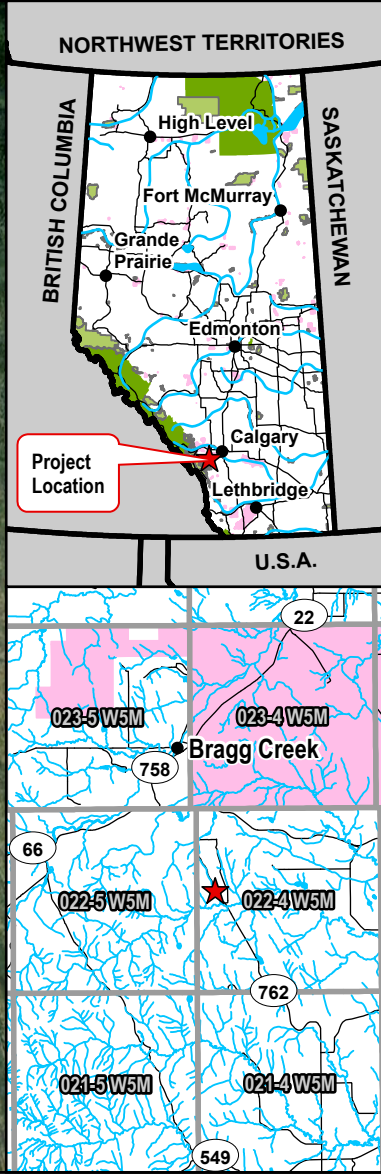 NORTHWEST TERRITORIES
BRITISH COLUMBIA
SASKATCHEWAN
High Level
Fort McMurray
Grande
Prairie
Edmonton
Calgary
Project
Location
Lethbridge
U.S.A.
22
023-5 W5M
023-4 W5M
Bragg Creek
758
66
022-5 W5M
022-4 W5M
762
021-5 W5M
021-4 W5M
549